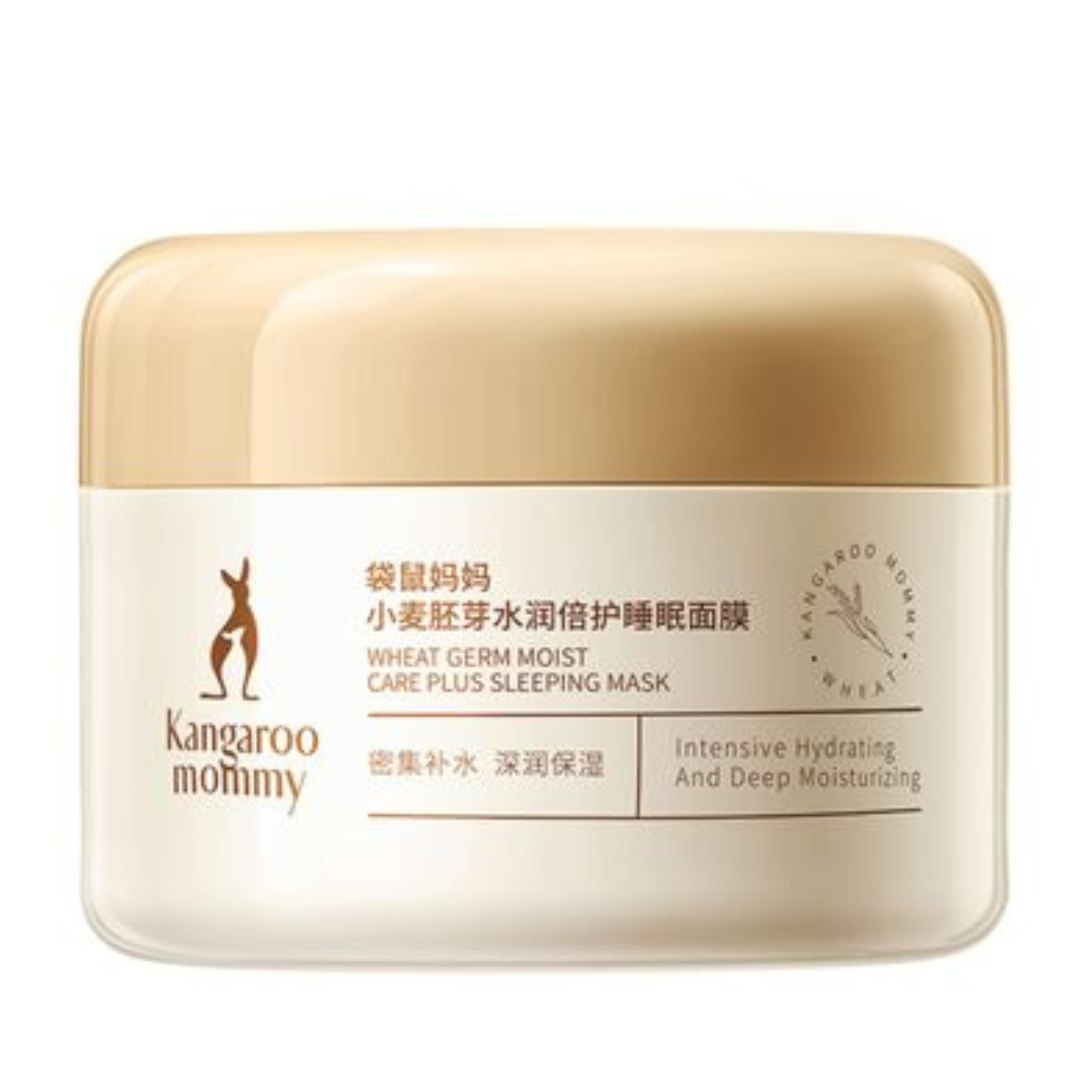 袋鼠妈妈
小麦胚芽水润倍护睡眠面膜
WHEAT GERM MOIST
CARE PLUS SLEEPING MASK
KANGAROO MOMMY
WHEAT
Kangaroo
mommy
密集补水 深润保湿
Intensive Hydrating
And Deep Moisturizing